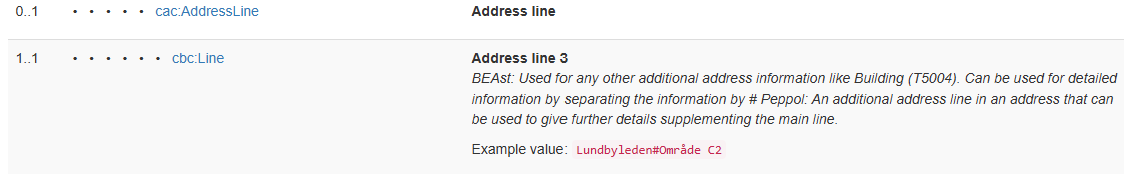 0..1 • • • • • cac:AddressLine Address line
1..1 • • • • • • cbc:Line Address line 3
BEAst: Used for any other additional address information like Building (T5004). Can be used for detailed
information by separating the information by # Peppol: An additional address line in an address that can
be used to give further details supplementing the main line.
Example value: Lundbyleden#Område C2